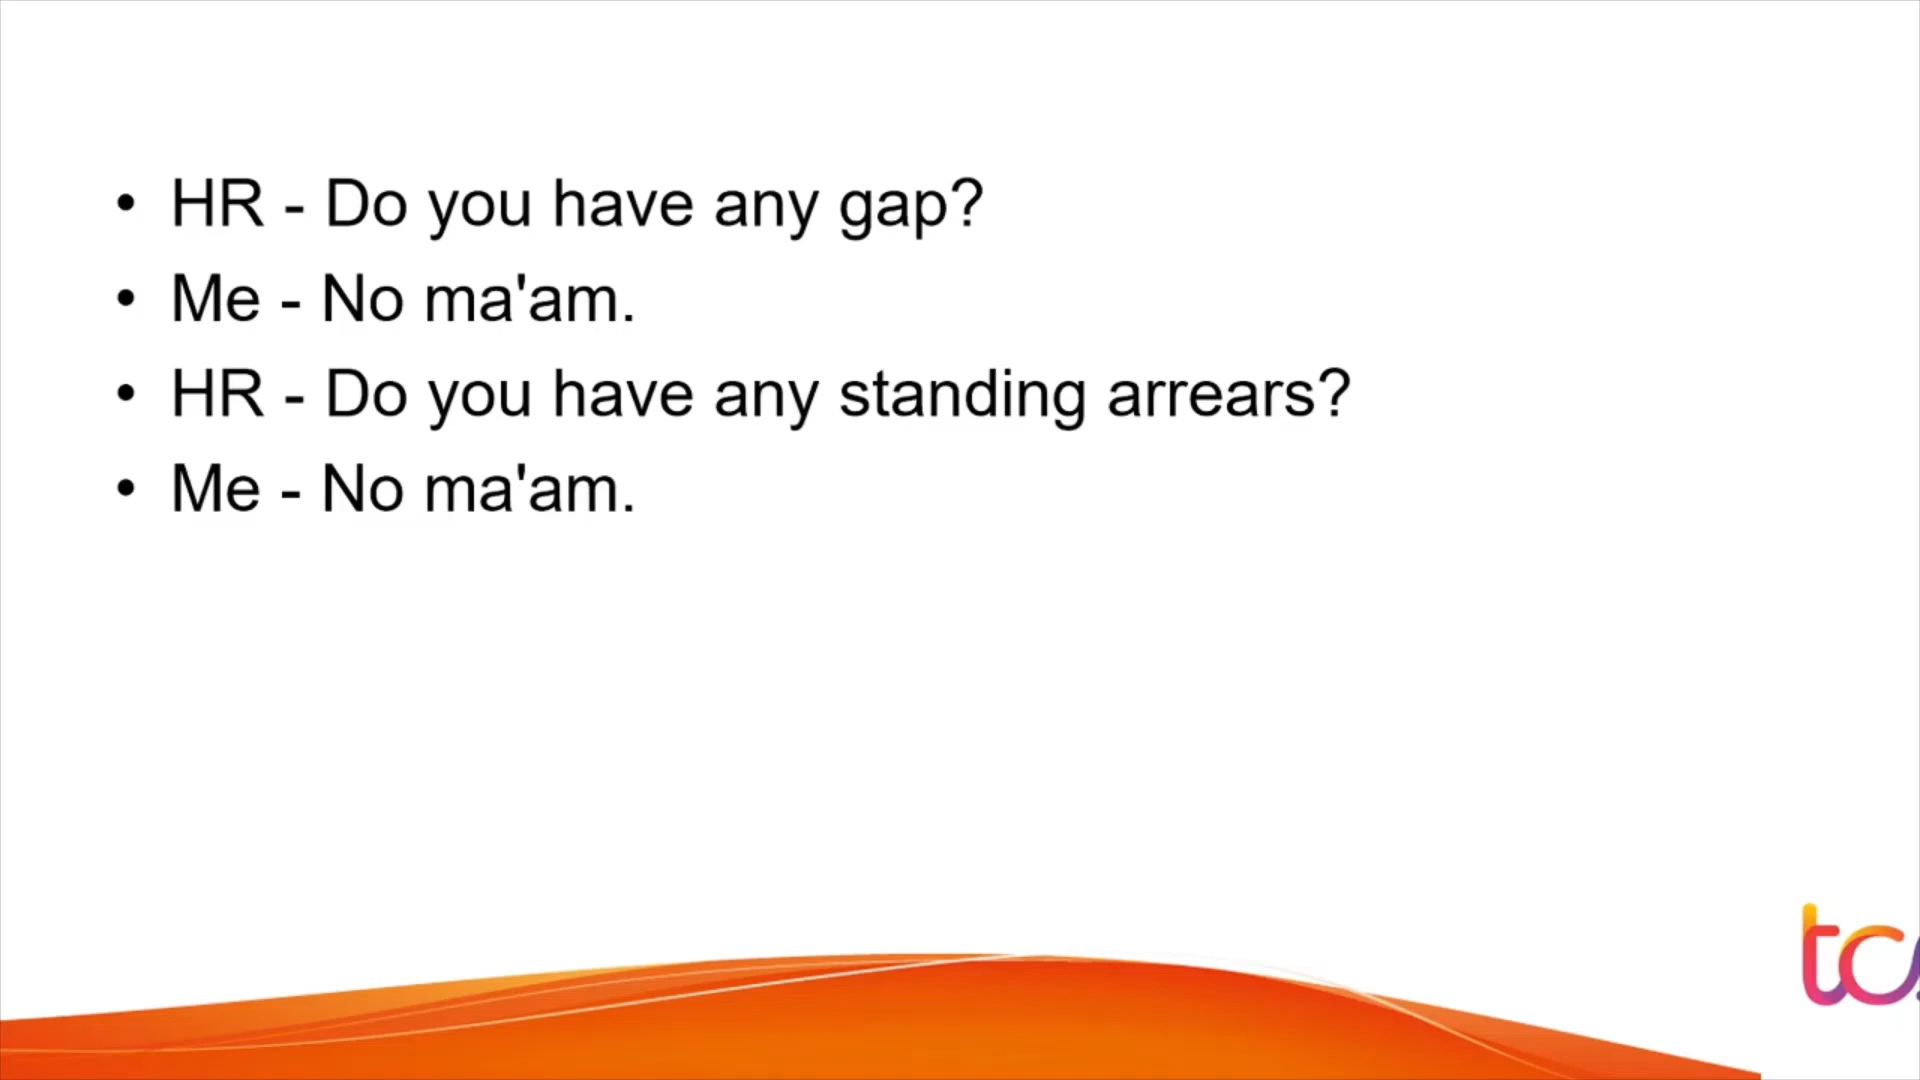 • HR - Do you have any gap?
• Me - No ma'am.
• HR - Do you have any standing arrears?
• Me - No ma'am.